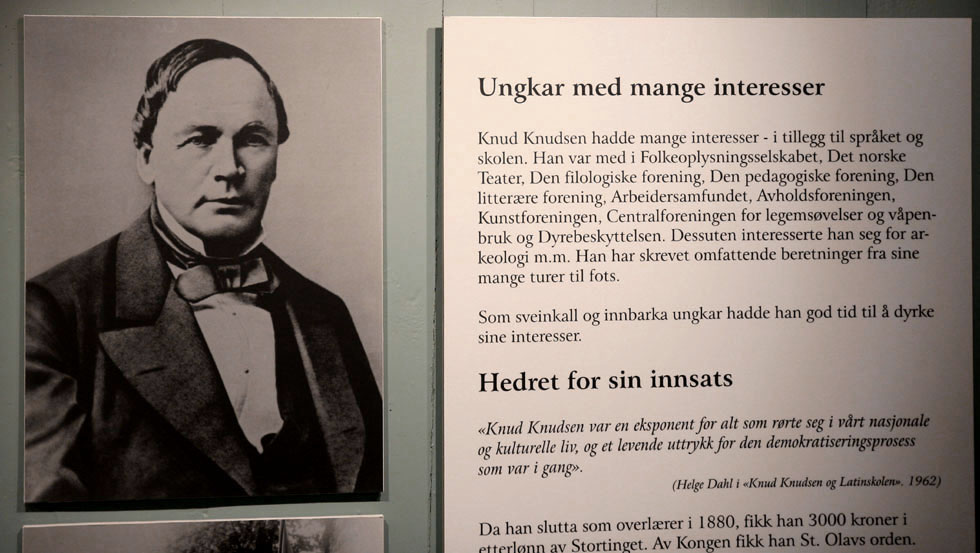 Ungkar med mange interesser
Knud Knudsen hadde mange interesser - i tillegg til språket og
skolen. Han var med i Folkeoplysningsselskabet, Det norske
Teater, Den filologiske forening, Den pedagogiske forening, Den
litterære forening, Arbeidersamfundet, Avholdsforeningen,
Kunstforeningen, Centralforeningen for legemsøvelser og våpen-
bruk og Dyrebeskyttelsen. Dessuten interesserte han seg for ar-
keologi m.m. Han har skrevet omfattende beretninger fra sine
mange turer til fots.
Som sveinkall og innbarka ungkar hadde han god tid til å dyrke
sine interesser.
Hedret for sin innsats
«Knud Knudsen var en eksponent for alt som rørte seg i vårt nasjonale
og kulturelle liv, og et levende uttrykk for den demokratiseringsprosess
som var i gang».
(Helge Dahl i «Knud Knudsen og Latinskolen». 1962)
Da han slutta som overlærer i 1880, fikk han 3000 kroner i
etterlønn av Stortinget. Av Kongen fikk han St. Olavs orden.